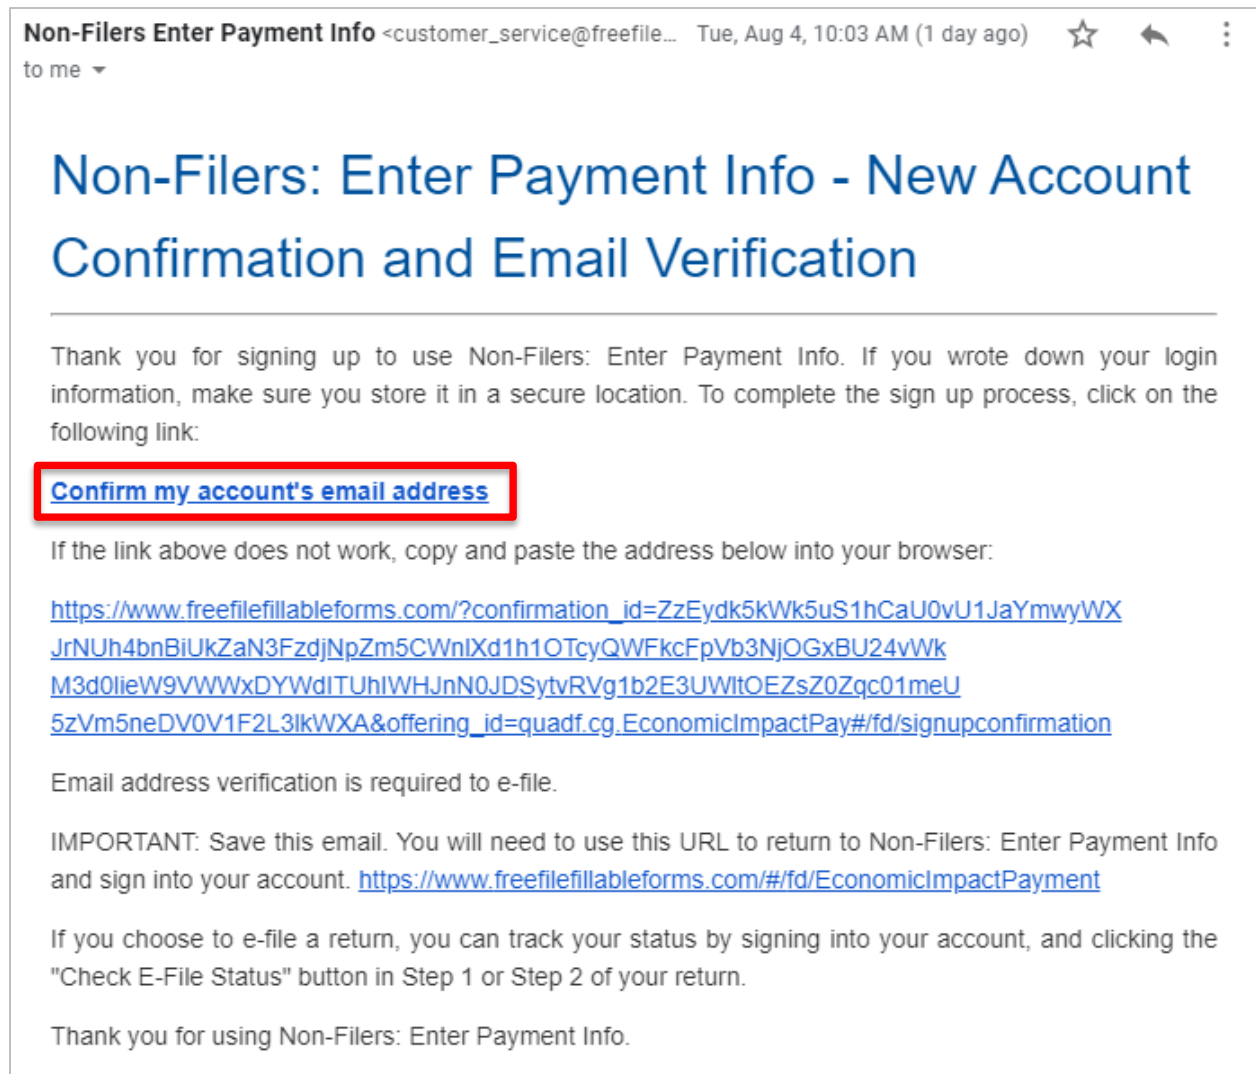 Non-Filers Enter Payment Info <customer_service@freefile... Tue, Aug 4, 10:03 AM (1 day ago)
to me
Non-Filers: Enter Payment Info - New Account
Confirmation and Email Verification
Thank you for signing up to use Non-Filers: Enter Payment Info. If you wrote down your login
information, make sure you store it in a secure location. To complete the sign up process, click on the
following link:
Confirm my account's email address
If the link above does not work, copy and paste the address below into your browser:
https://www.freefilefillableforms.com/?confirmation_id=ZzEydk5kWk5uS1hCaU0vU1JaYmwyWX
JrNUh4bnBiUkZaN3FzdjNpZm5CWnlXd1h1OTcyQWFkcFpVb3NjOGxBU24vWk
M3d0lieW9VWWxDYWdITUhIWHJnN0JDSytvRVg1b2E3UWltOEZsZ0Zqc01meU
5zVm5neDV0V1F2L3lkWXA&offering_id=quadf.cg.EconomicImpactPay#/fd/signupconfirmation
Email address verification is required to e-file.
IMPORTANT: Save this email. You will need to use this URL to return to Non-Filers: Enter Payment Info
and sign into your account. https://www.freefilefillableforms.com/#/fd/EconomicImpactPayment
If you choose to e-file a return, you can track your status by signing into your account, and clicking the
"Check E-File Status" button in Step 1 or Step 2 of your return.
Thank you for using Non-Filers: Enter Payment Info.